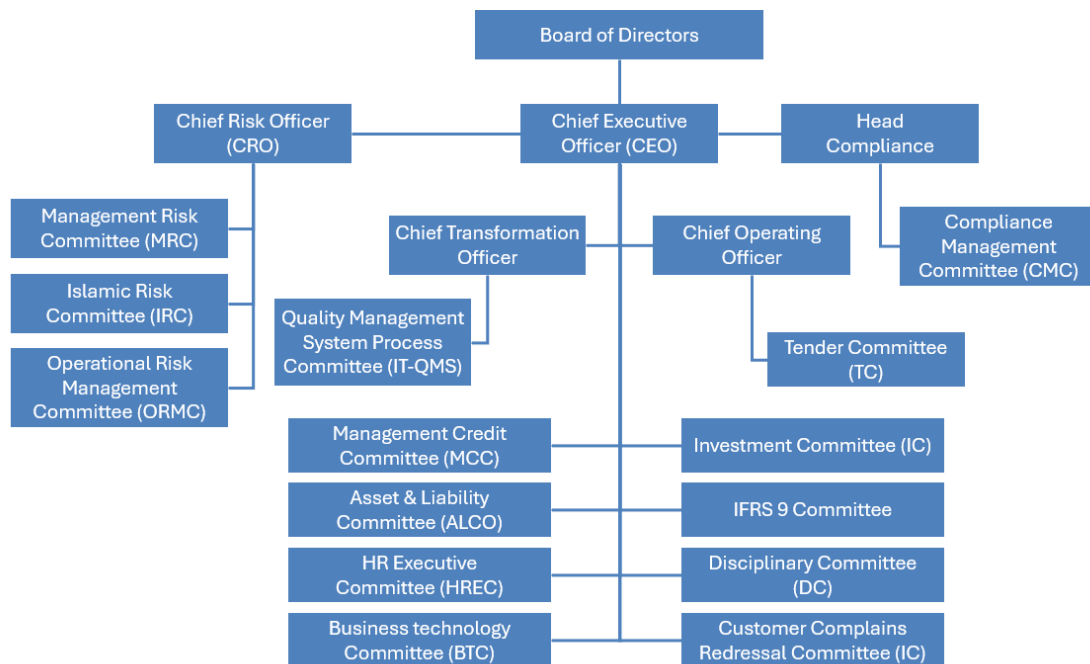 Board of Directors
Chief Risk Officer
(CRO)
Chief Executive
Officer (CEO)
Head
Compliance
Management Risk
Committee (MRC)
Chief Transformation
Officer
Chief Operating
Officer
Compliance
Management
Committee (CMC)
Islamic Risk
Committee (IRC)
Quality Management
System Process
Committee (IT-QMS)
Tender Committee
(TC)
Operational Risk
Management
Committee (ORMC)
Management Credit
Committee (MCC)
Investment Committee (IC)
Asset & Liability
Committee (ALCO)
IFRS 9 Committee
HR Executive
Committee (HREC)
Disciplinary Committee
(DC)
Business technology
Committee (BTC)
Customer Complains
Redressal Committee (IC)